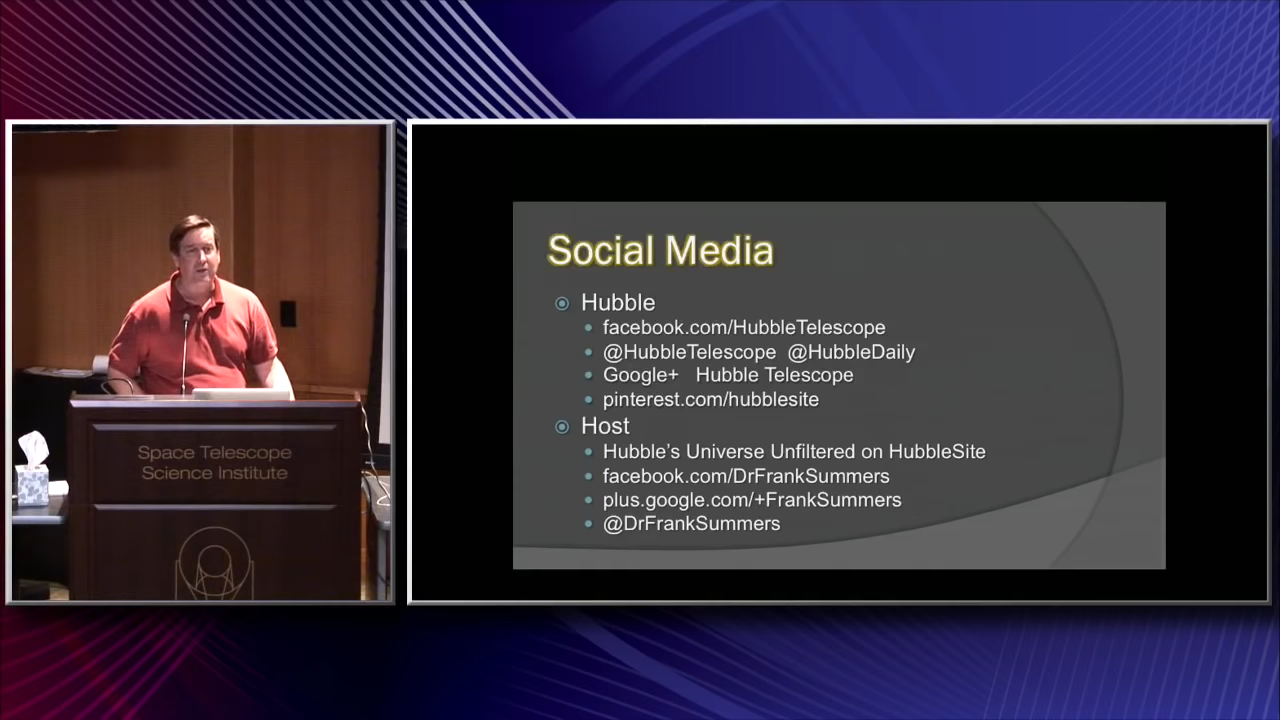 Space Telescope
Science Institute
Social Media
Hubble
facebook.com/HubbleTelescope
@HubbleTelescope @HubbleDaily
Google+ Hubble Telescope
pinterest.com/hubblesite
Host
Hubble's Universe Unfiltered on HubbleSite
facebook.com/DrFrankSummers
plus.google.com/+FrankSummers
@DrFrankSummers